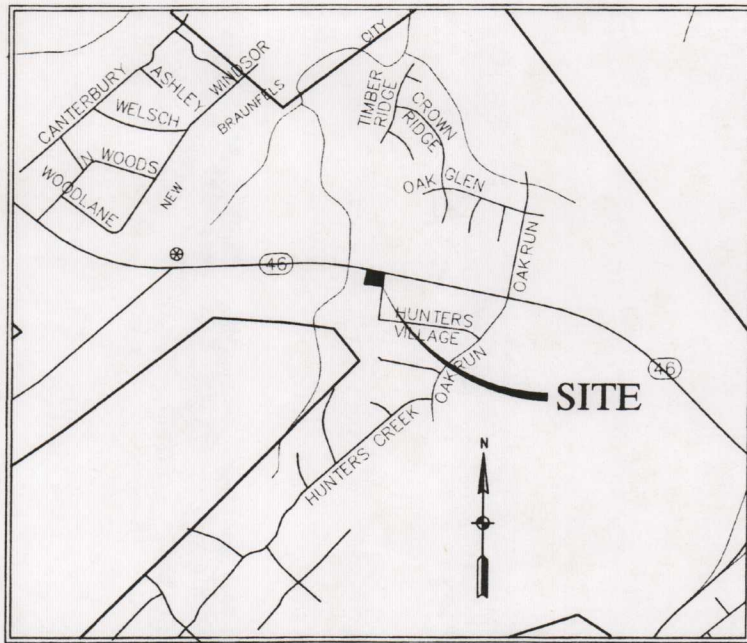 CANTERBURY
ASHLEY
WINDSOR
WELSCH
N WOODS
WOODLANE
NEW
BRAUNFELS
CITY
TIMBER
RIDGE
CROWN
RIDGE
OAK GLEN
OAK RUN
46
HUNTERS
VILLAGE
OAK RUN
46
SITE
HUNTERS CREEK
N